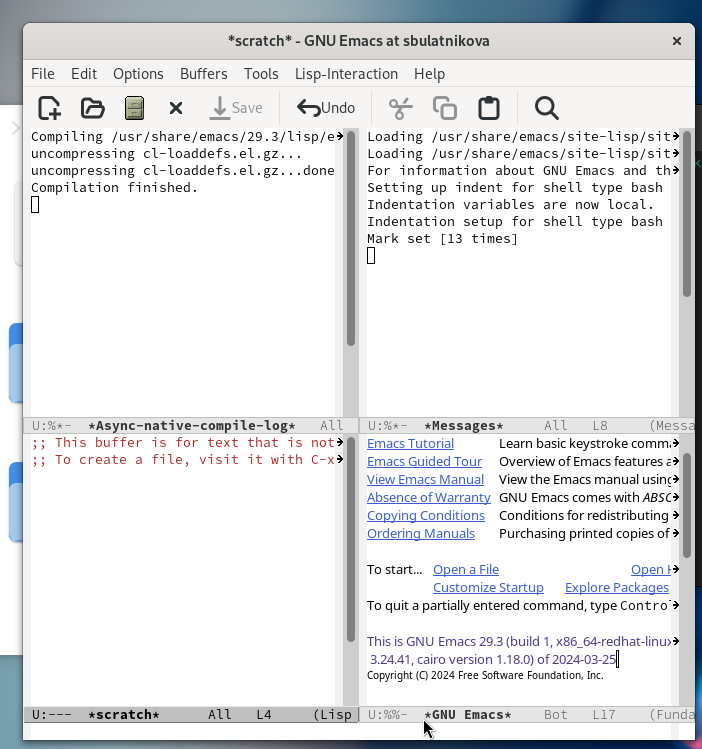 *scratch* - GNU Emacs at sbulatnikova
File Edit Options Buffers Tools Lisp-Interaction Help
Save Undo
Compiling /usr/share/emacs/29.3/lisp/e
uncompressing cl-loaddefs.el.gz...
uncompressing cl-loaddefs.el.gz...done
Compilation finished.
U:%*- *Async-native-compile-log* All
Loading /usr/share/emacs/site-lisp/sit
Loading /usr/share/emacs/site-lisp/sit
For information about GNU Emacs and th
Setting up indent for shell type bash
Indentation variables are now local.
Indentation setup for shell type bash
Mark set [13 times]
U:%*- *Messages* All L8 (Messa
;; This buffer is for text that is not
;; To create a file, visit it with C-x
U:--- *scratch* All L4 (Lisp
Emacs Tutorial Learn basic keystroke comma
Emacs Guided Tour Overview of Emacs features a
View Emacs Manual View the Emacs manual using
Absence of Warranty GNU Emacs comes with ABSO
Copying Conditions Conditions for redistributing
Ordering Manuals Purchasing printed copies of
To start... Open a File Open H
Customize Startup Explore Packages
To quit a partially entered command, type Control
This is GNU Emacs 29.3 (build 1, x86_64-redhat-linux
3.24.41, cairo version 1.18.0) of 2024-03-25
Copyright (C) 2024 Free Software Foundation, Inc.
U:%%- *GNU Emacs* Bot L17 (Funda